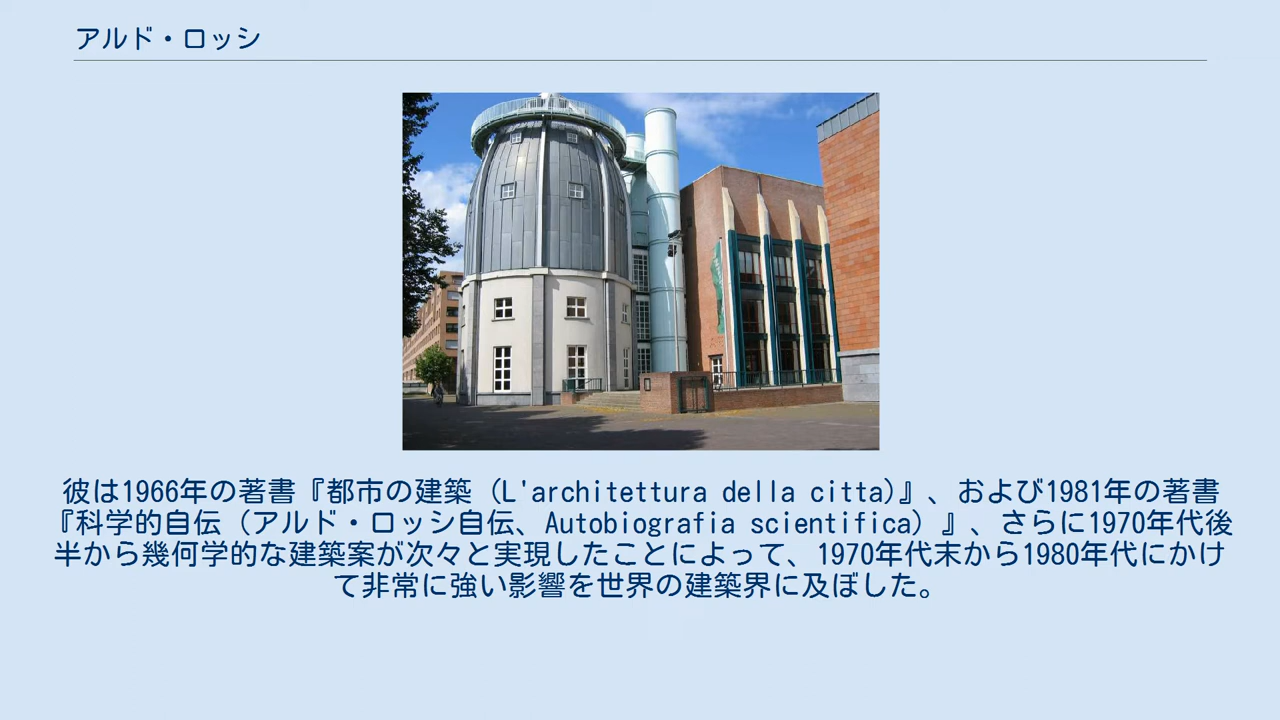 アルド・ロッシ
彼は1966年の著書『都市の建築（L'architettura della citta)』、および1981年の著書
『科学的自伝（アルド・ロッシ自伝、Autobiografia scientifica）』、さらに1970年代後
半から幾何学的な建築案が次々と実現したことによって、1970年代末から1980年代にかけ
て非常に強い影響を世界の建築界に及ぼした。